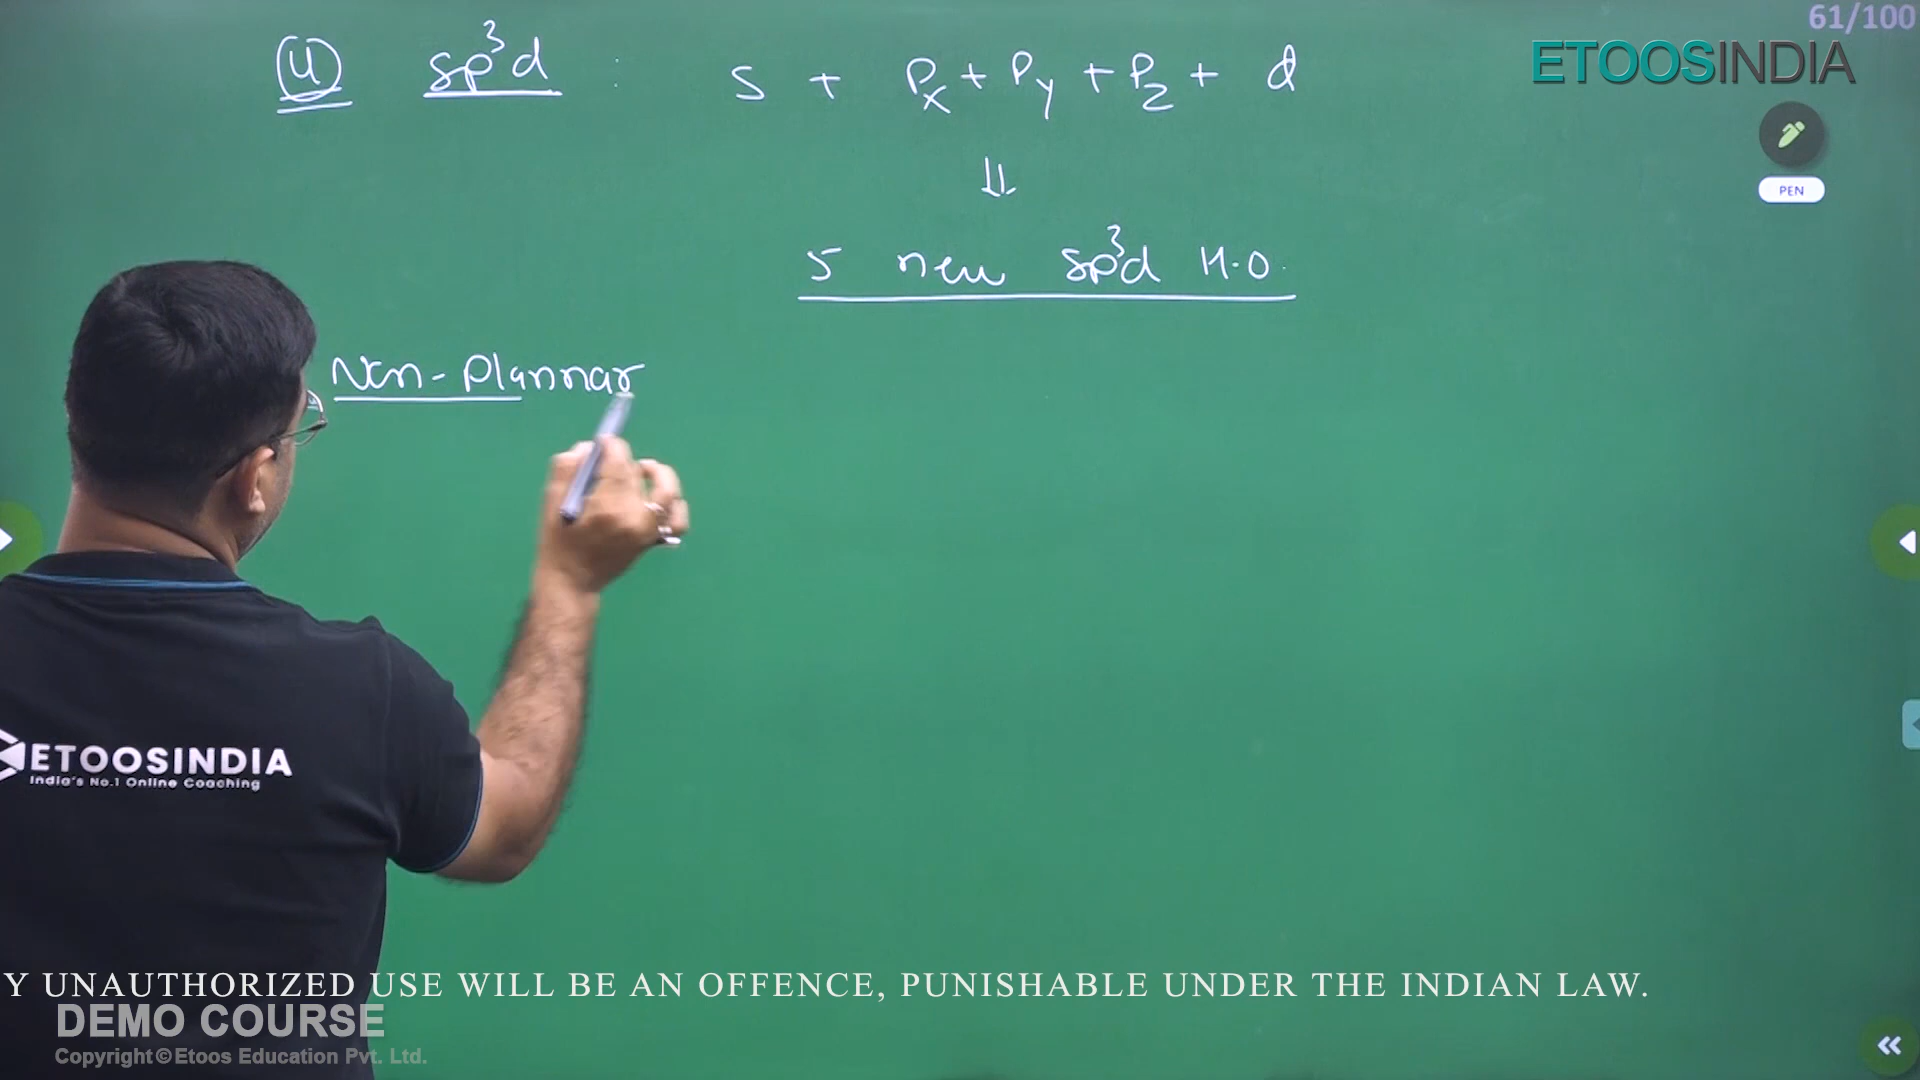 61/100
ETOOSINDIA
PEN
(4) sp³d : s + Px + Py + Pz + d
⇓
5 new sp³d H.O.
Non-Plannar
ETOOSINDIA
India's No.1 Online Coaching
Y UNAUTHORIZED USE WILL BE AN OFFENCE, PUNISHABLE UNDER THE INDIAN LAW.
DEMO COURSE
Copyright © Etoos Education Pvt. Ltd.